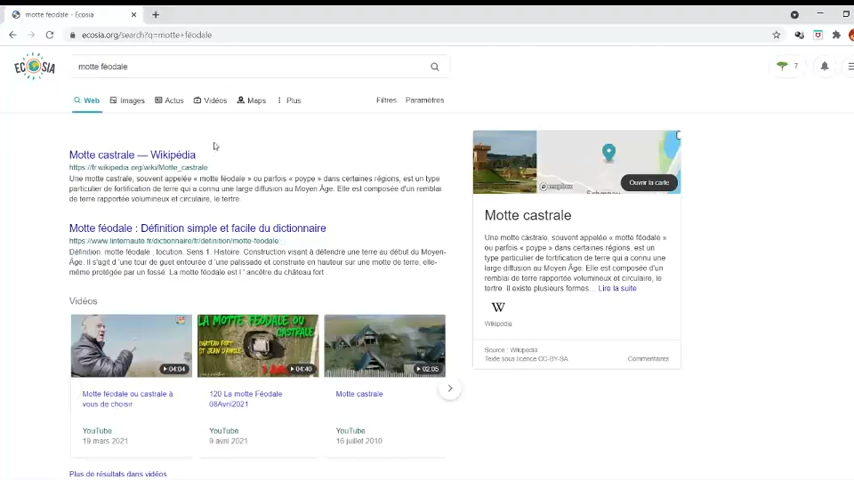 motte féodale - Ecosia
ecosia.org/search?q=motte+féodale
ECOSIA
motte féodale
7
Web Images Actus Vidéos Maps Plus Filtres Paramètres
Motte castrale — Wikipédia
https://fr.wikipedia.org/wiki/Motte_castrale
Une motte castrale, souvent appelée « motte féodale » ou parfois « poype » dans certaines régions, est un type
particulier de fortification de terre qui a connu une large diffusion au Moyen Âge. Elle est composée d'un remblai
de terre rapportée volumineux et circulaire, le tertre.
Motte féodale : Définition simple et facile du dictionnaire
https://www.linternaute.fr/dictionnaire/fr/definition/motte-feodale
Définition. motte féodale , locution. Sens 1. Histoire. Construction visant à défendre une terre au début du Moyen-
Âge. Il s'agit d 'une tour de guet entourée d 'une palissade et construite en hauteur sur une motte de terre, elle-
même protégée par un fossé. La motte féodale est l ' ancêtre du château fort
Vidéos
04:04
LA MOTTE FÉODALE OU
CASTRALE
04:40
02:05
Motte féodale ou castrale à
vous de choisir
YouTube
19 mars 2021
120 La motte Féodale
08Avril2021
YouTube
9 avril 2021
Motte castrale
YouTube
16 juillet 2010
Plus de résultats dans vidéos
mapbox
Ouvrir la carte
Motte castrale
Une motte castrale, souvent appelée « motte féodale »
ou parfois « poype » dans certaines régions, est un
type particulier de fortification de terre qui a connu une
large diffusion au Moyen Âge. Elle est composée d'un
remblai de terre rapportée volumineux et circulaire, le
tertre. Il existe plusieurs formes... Lire la suite
W
Wikipedia
Source : Wikipedia
Texte sous licence CC-BY-SA
Commentaires